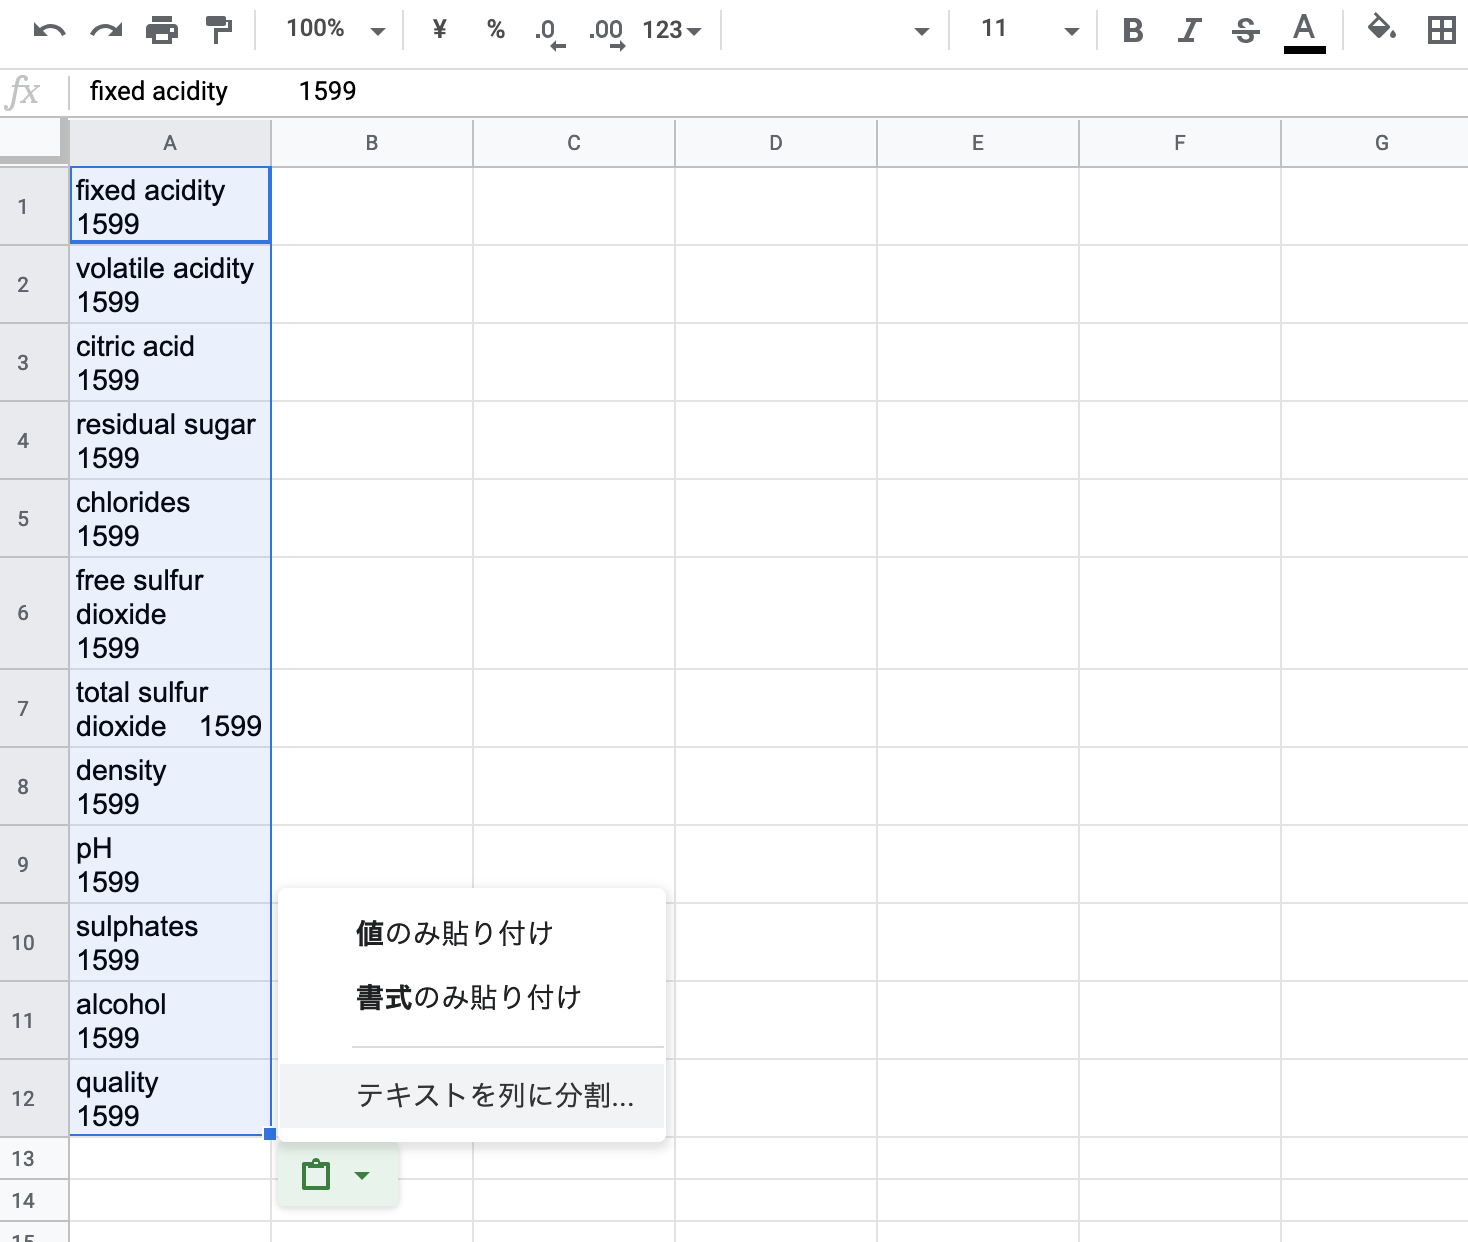 100% ¥ % .0 .00 123 11 B I S A
fx fixed acidity 1599
A B C D E F G
1 fixed acidity
1599
2 volatile acidity
1599
3 citric acid
1599
4 residual sugar
1599
5 chlorides
1599
6 free sulfur
dioxide
1599
7 total sulfur
dioxide 1599
8 density
1599
9 pH
1599
10 sulphates
1599
11 alcohol
1599
12 quality
1599
値のみ貼り付け
書式のみ貼り付け
テキストを列に分割...
13
14
15